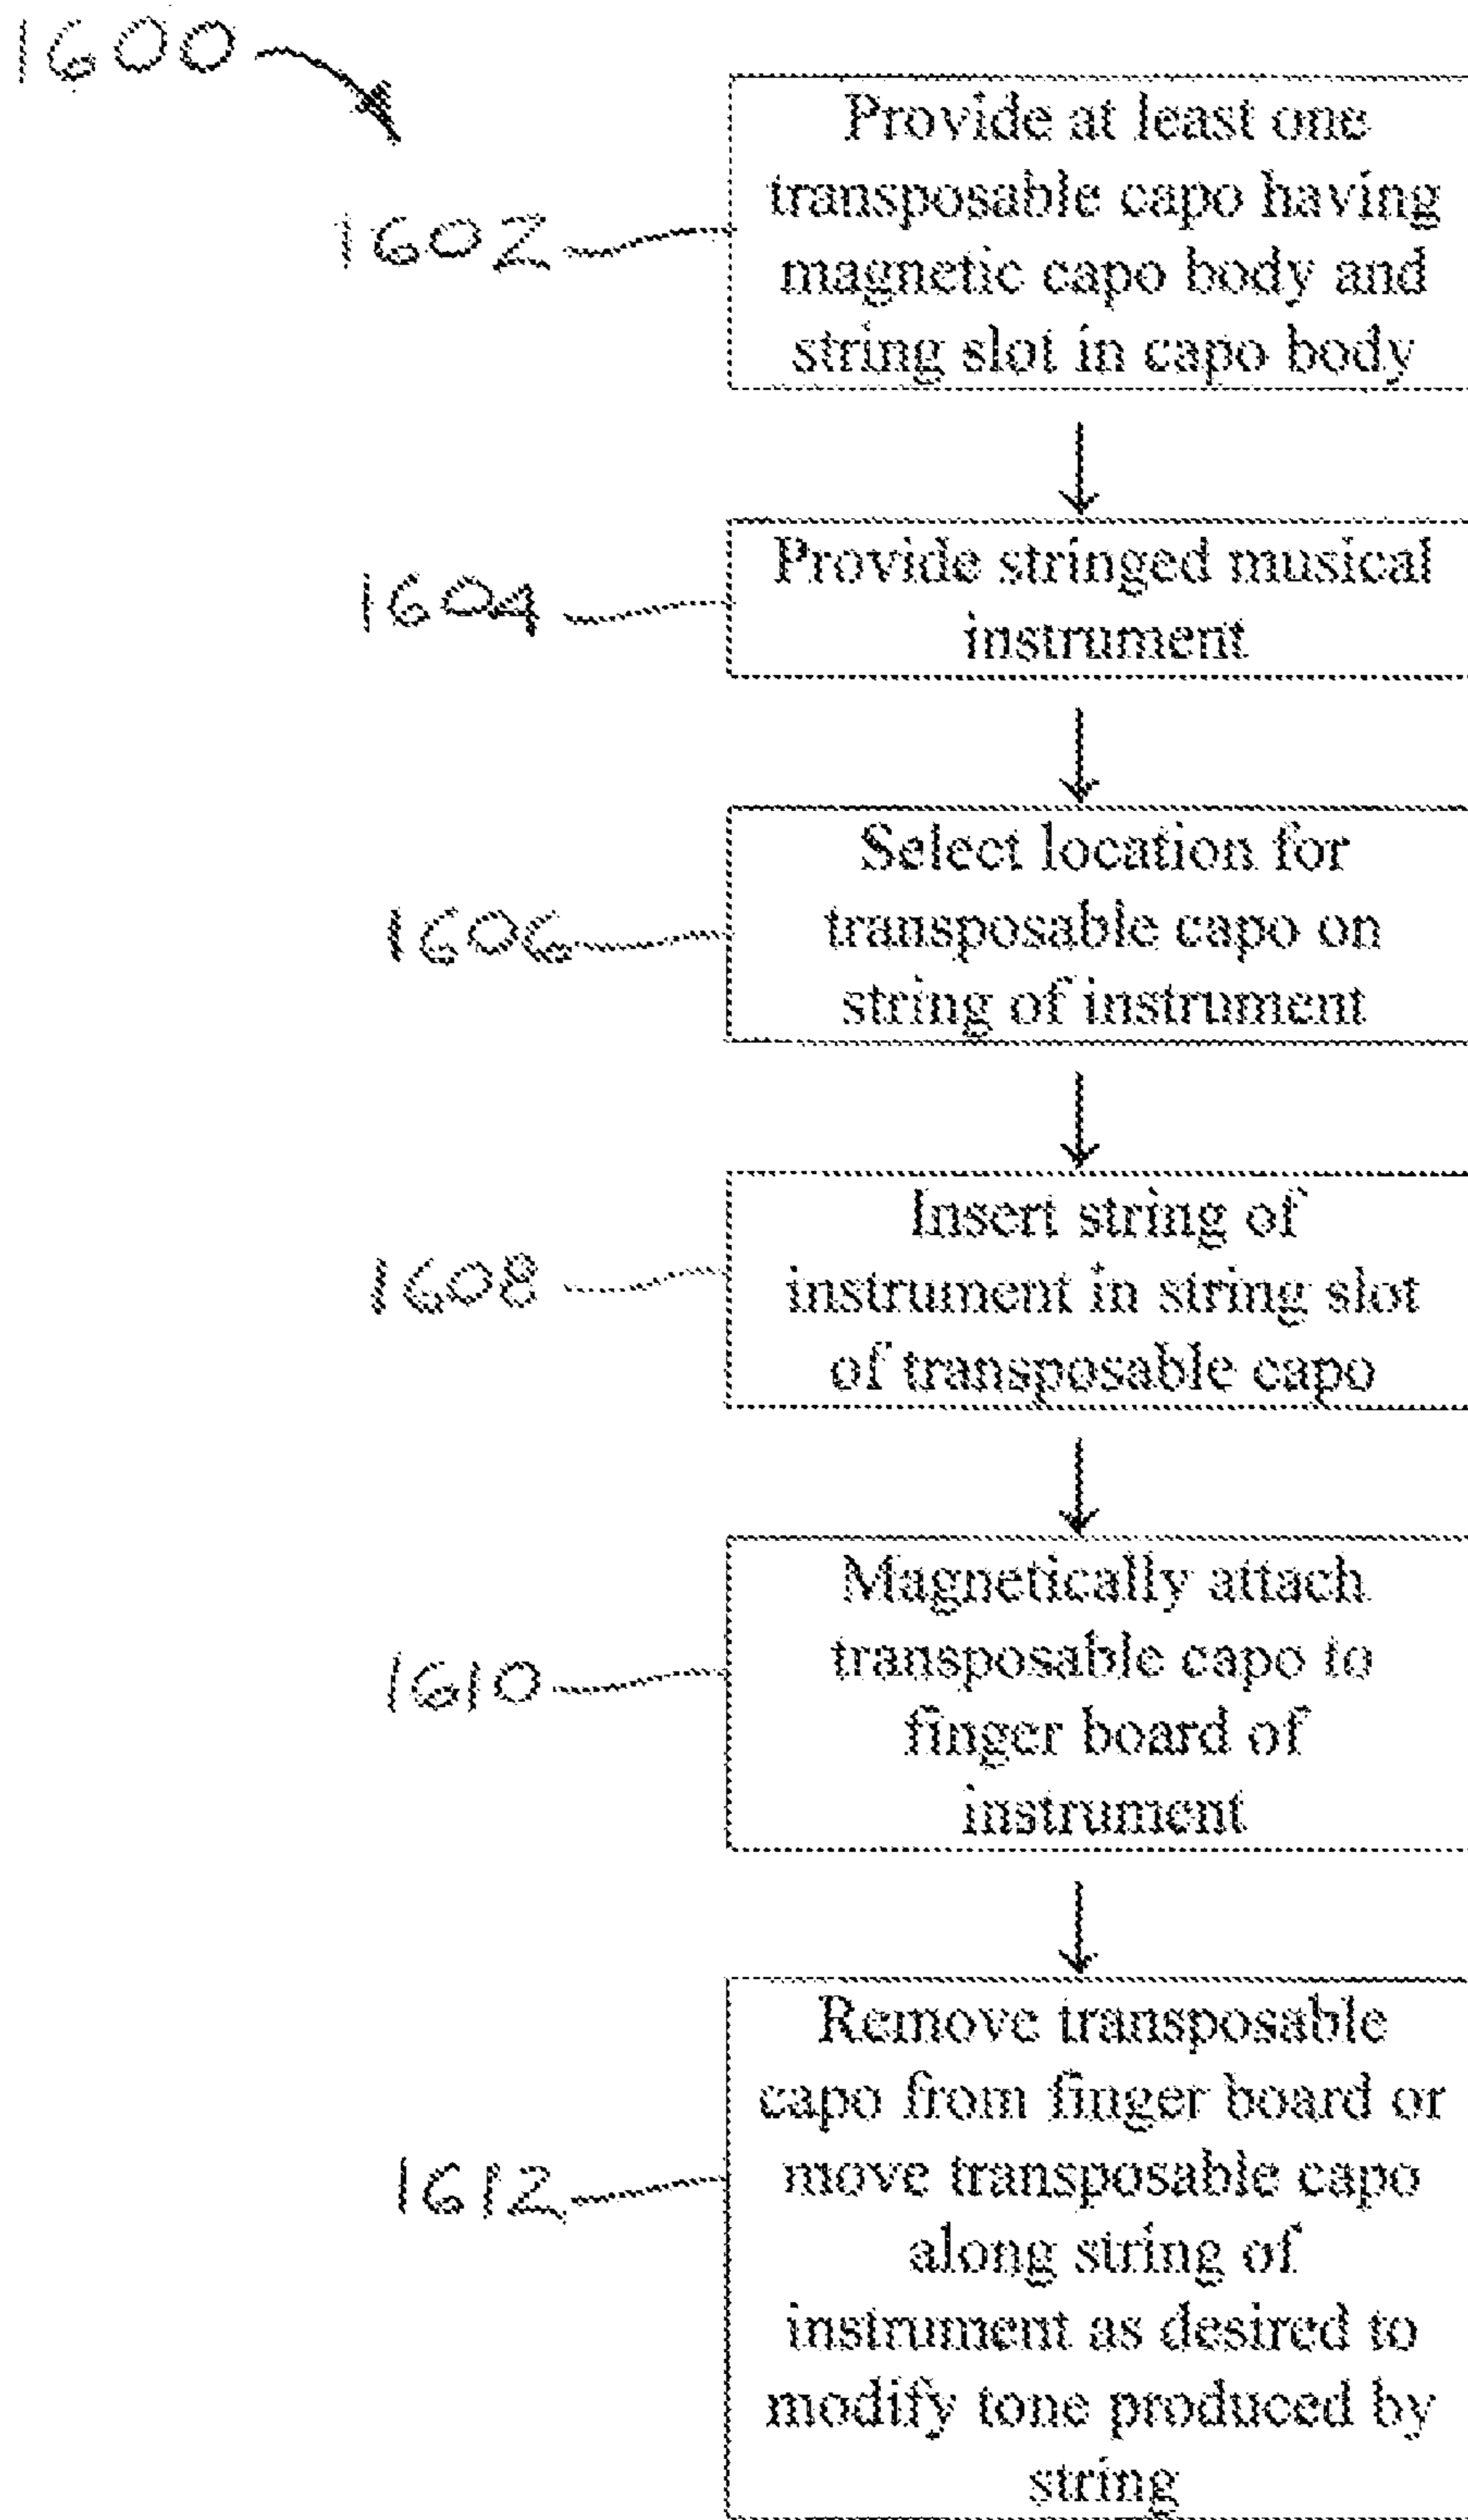 1600
Provide at least one
transposable capo having
1602
magnetic capo body and
string slot in capo body
Provide stringed musical
1604
instrument
Select location for
1606
transposable capo on
string of instrument
Insert string of
1608
instrument in string slot
of transposable capo
Magnetically attach
transposable capo to
1610
finger board of
instrument
Remove transposable
capo from finger board or
1612
move transposable capo
along string of
instrument as desired to
modify tone produced by
string